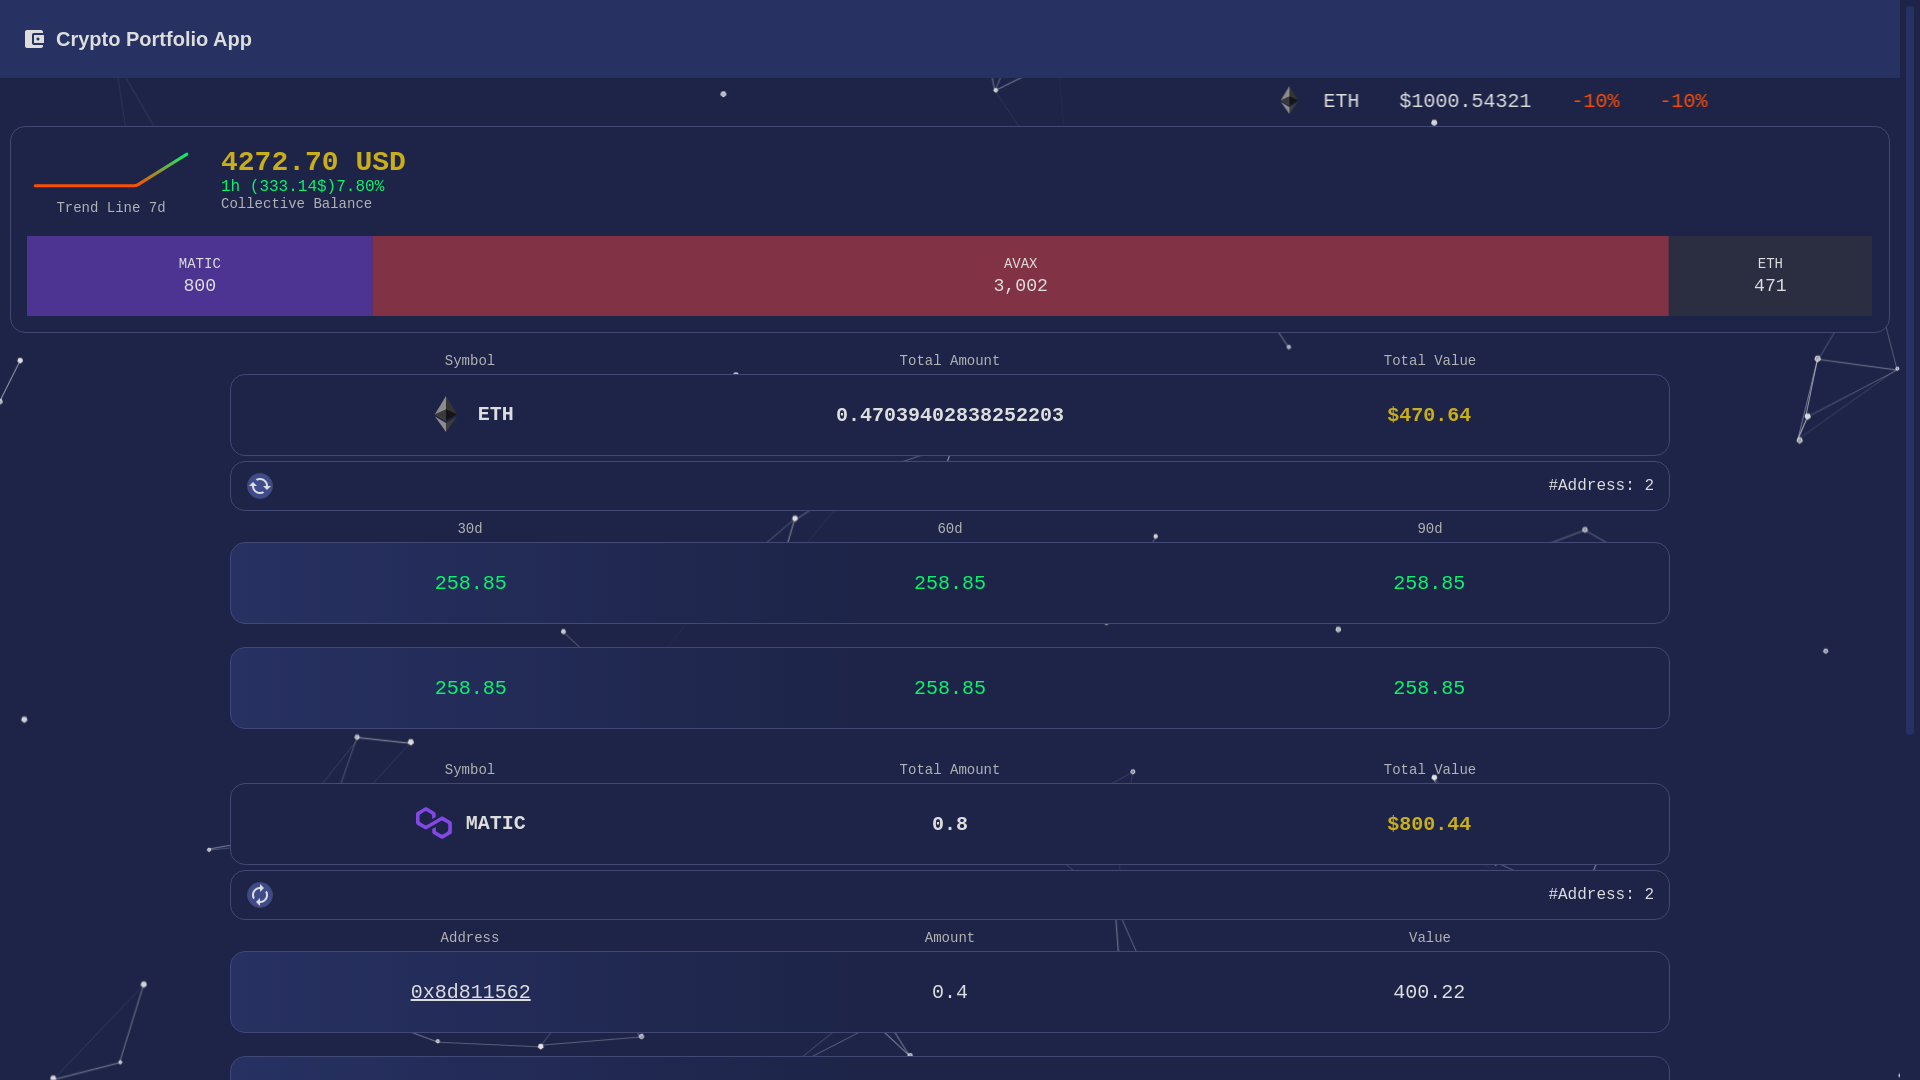 Crypto Portfolio App
ETH $1000.54321 -10% -10%
4272.70 USD
1h (333.14$)7.80%
Collective Balance
Trend Line 7d
MATIC AVAX ETH
800 3,002 471
Symbol Total Amount Total Value
ETH 0.47039402838252203 $470.64
#Address: 2
30d 60d 90d
258.85 258.85 258.85
258.85 258.85 258.85
Symbol Total Amount Total Value
MATIC 0.8 $800.44
#Address: 2
Address Amount Value
0x8d811562 0.4 400.22